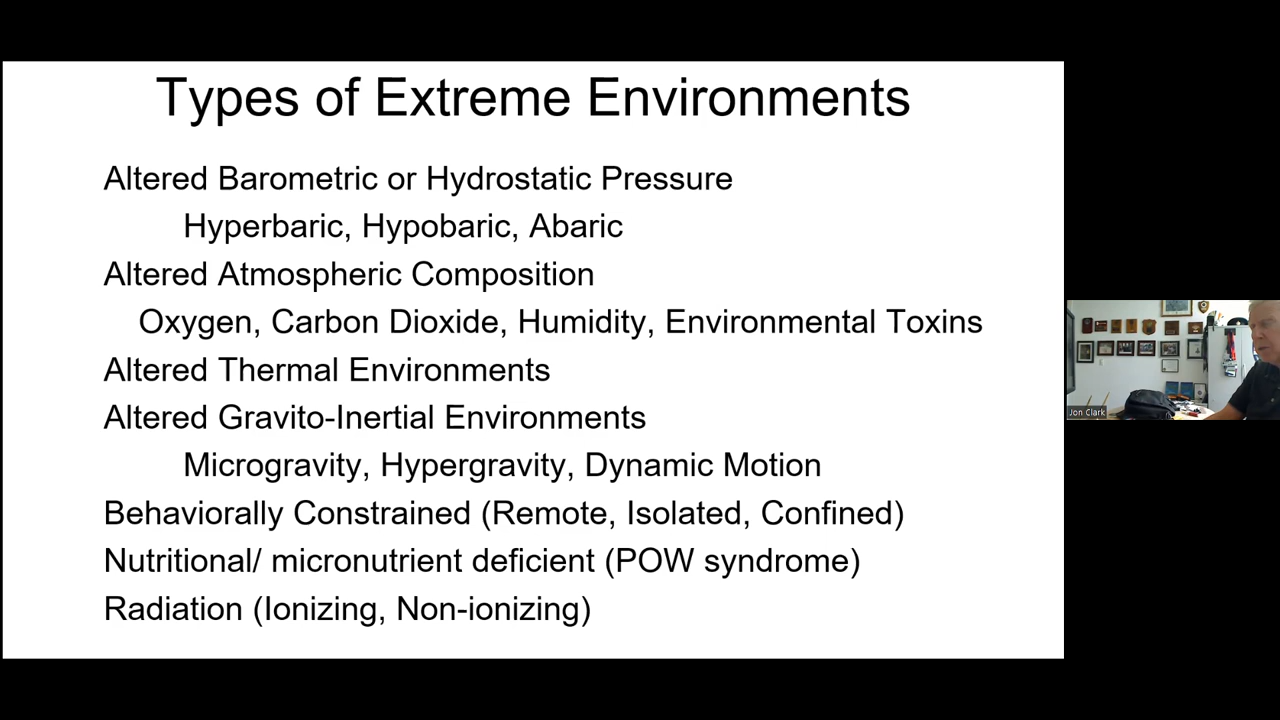 Types of Extreme Environments
Altered Barometric or Hydrostatic Pressure
Hyperbaric, Hypobaric, Abaric
Altered Atmospheric Composition
Oxygen, Carbon Dioxide, Humidity, Environmental Toxins
Altered Thermal Environments
Altered Gravito-Inertial Environments
Microgravity, Hypergravity, Dynamic Motion
Behaviorally Constrained (Remote, Isolated, Confined)
Nutritional/ micronutrient deficient (POW syndrome)
Radiation (Ionizing, Non-ionizing)
Jon Clark